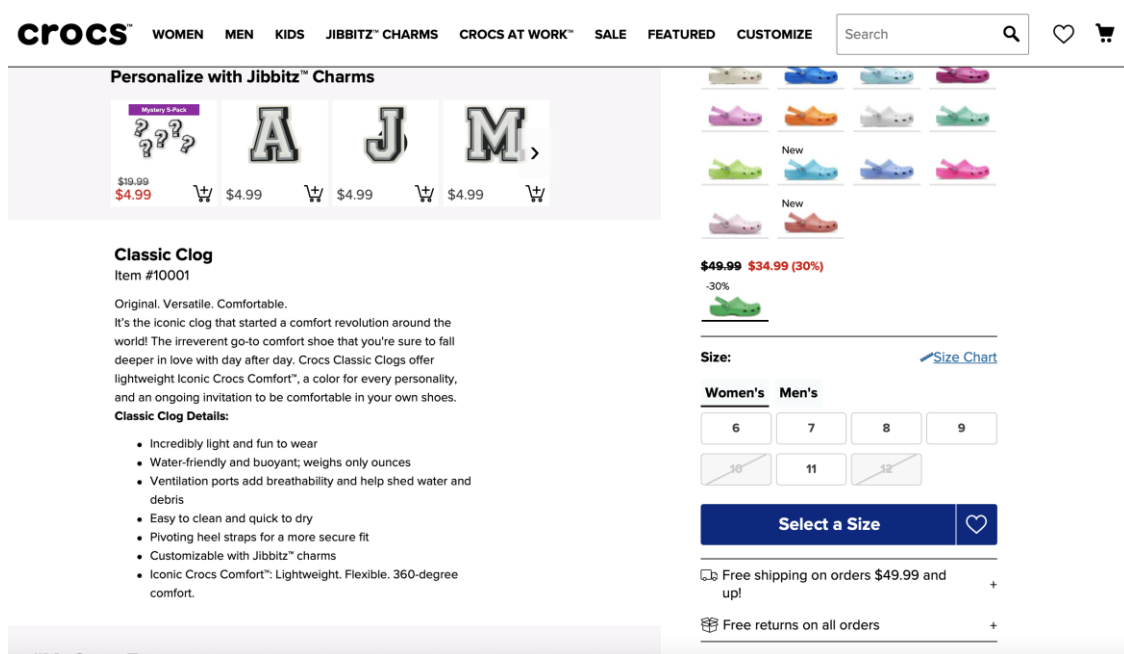 crocs™ WOMEN MEN KIDS JIBBITZ™ CHARMS CROCS AT WORK™ SALE FEATURED CUSTOMIZE Search
Personalize with Jibbitz™ Charms
Mystery 5-Pack
? ? ? ? ?
A
J
M
$19.99
$4.99
$4.99
$4.99
$4.99
Classic Clog
Item #10001
Original. Versatile. Comfortable.
It's the iconic clog that started a comfort revolution around the
world! The irreverent go-to comfort shoe that you're sure to fall
deeper in love with day after day. Crocs Classic Clogs offer
lightweight Iconic Crocs Comfort™, a color for every personality,
and an ongoing invitation to be comfortable in your own shoes.
Classic Clog Details:
• Incredibly light and fun to wear
• Water-friendly and buoyant; weighs only ounces
• Ventilation ports add breathability and help shed water and
debris
• Easy to clean and quick to dry
• Pivoting heel straps for a more secure fit
• Customizable with Jibbitz™ charms
• Iconic Crocs Comfort™: Lightweight. Flexible. 360-degree
comfort.
New
New
$49.99 $34.99 (30%)
-30%
Size: Size Chart
Women's Men's
6 7 8 9
10 11 12
Select a Size
Free shipping on orders $49.99 and +
up!
Free returns on all orders +